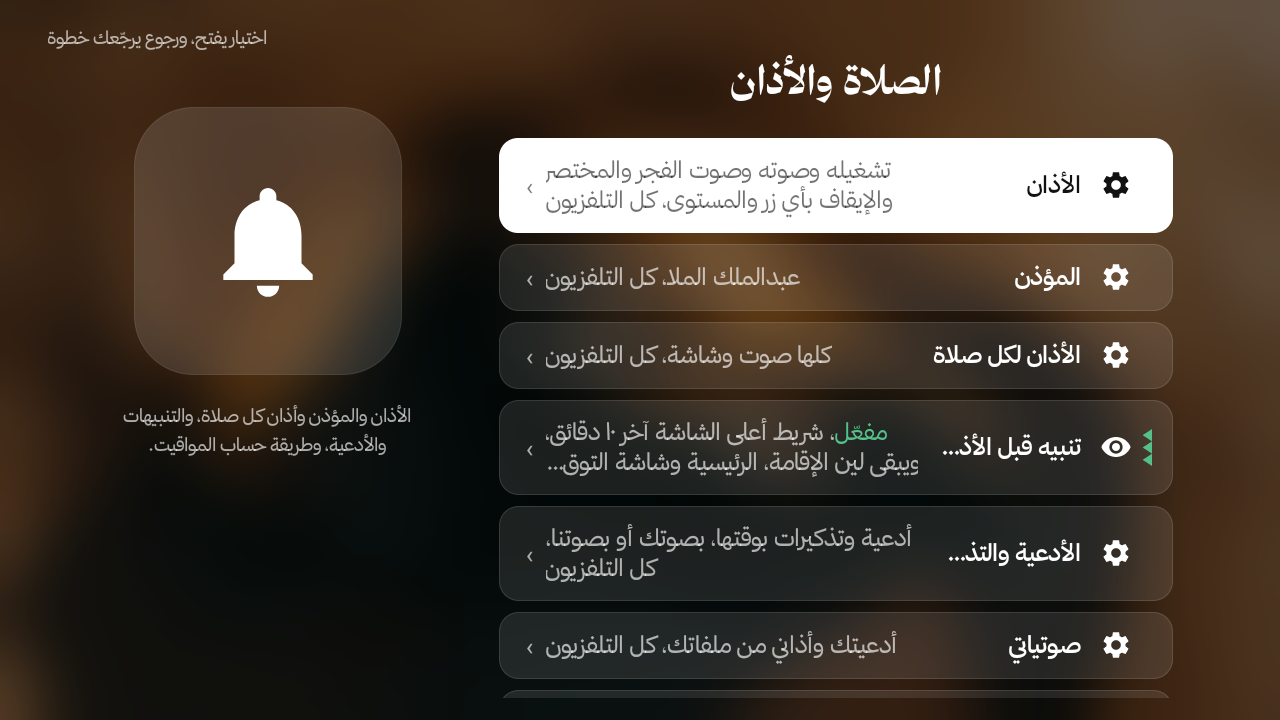 اختيار يفتح، ورجوع يرجّعك خطوة
الصلاة والأذان
الأذان
تشغيله وصوته وصوت الفجر والمختصر
والإيقاف بأي زر والمستوى، كل التلفزيون
المؤذن
عبدالملك الملا، كل التلفزيون
الأذان لكل صلاة
كلها صوت وشاشة، كل التلفزيون
تنبيه قبل الأذ...
مفعّل، شريط أعلى الشاشة آخر ١٠ دقائق،
ويبقى لين الإقامة، الرئيسية وشاشة التوق...
الأدعية والتذ...
أدعية وتذكيرات بوقتها، بصوتك أو بصوتنا،
كل التلفزيون
صوتياتي
أدعيتك وأذاني من ملفاتك، كل التلفزيون
الأذان والمؤذن وأذان كل صلاة، والتنبيهات
والأدعية، وطريقة حساب المواقيت.